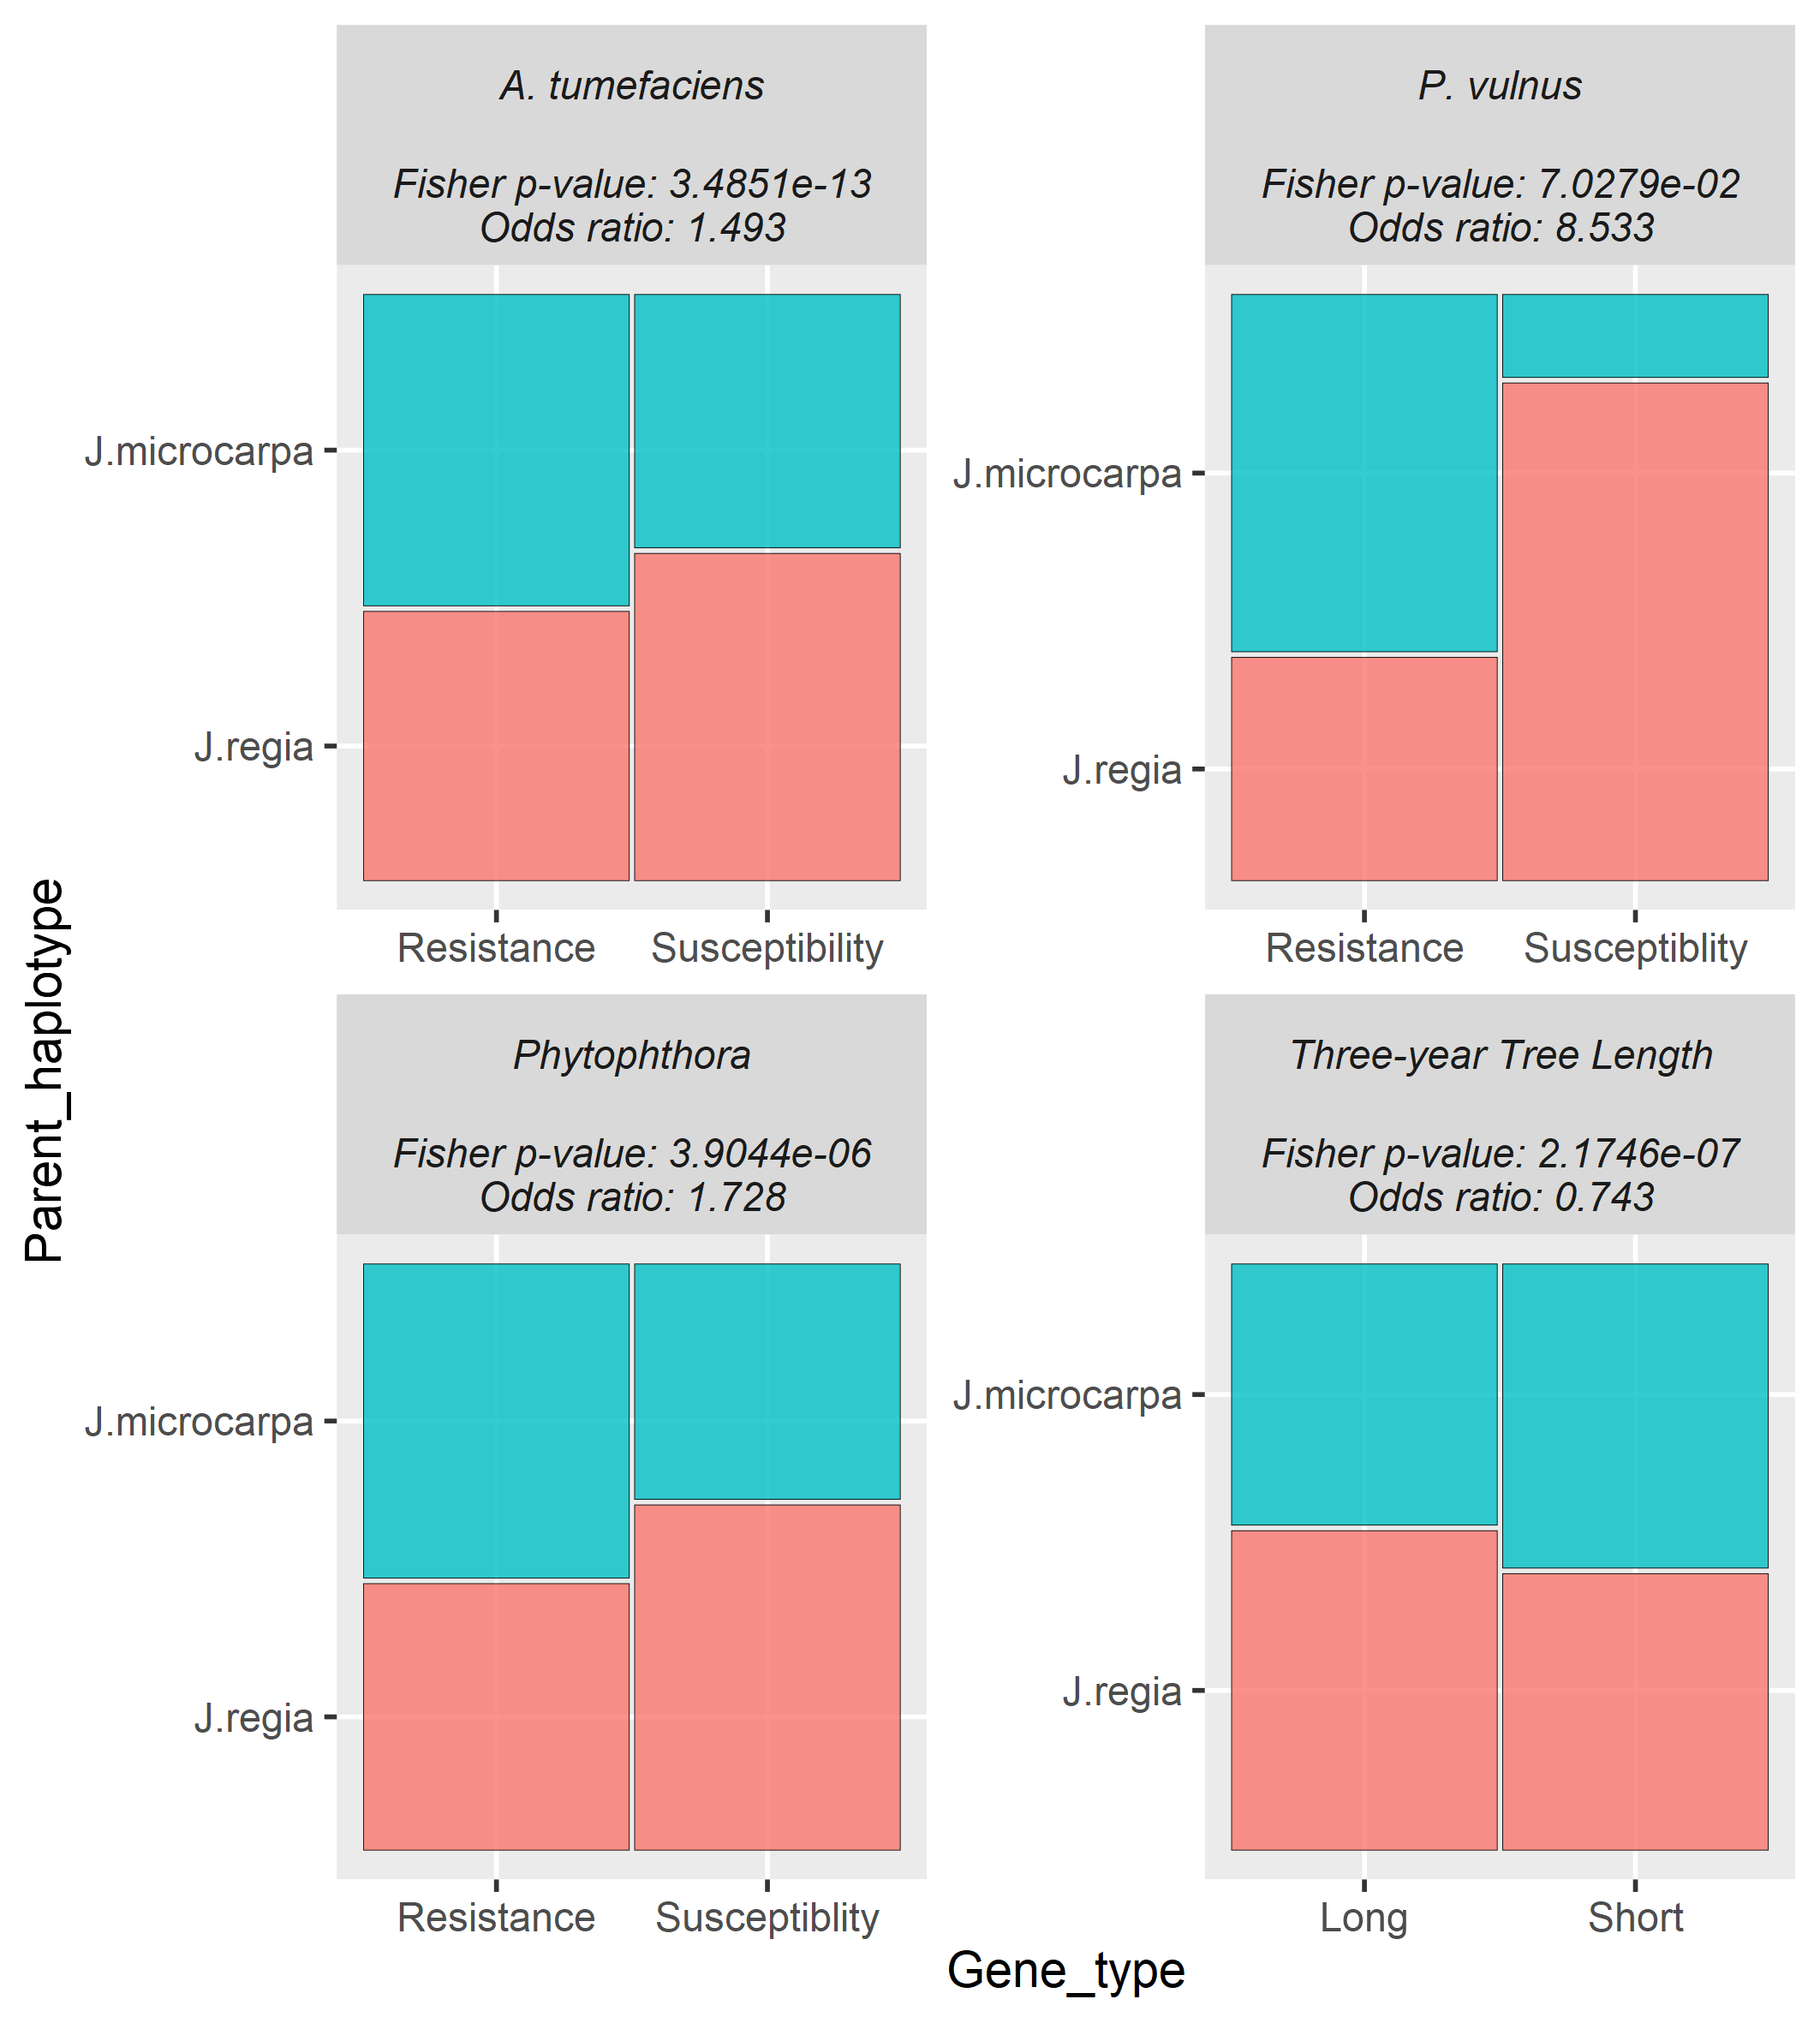 A. tumefaciens
Fisher p-value: 3.4851e-13
Odds ratio: 1.493
J.microcarpa
J.regia
Resistance
Susceptibility
P. vulnus
Fisher p-value: 7.0279e-02
Odds ratio: 8.533
J.microcarpa
J.regia
Resistance
Susceptiblity
Parent_haplotype
Phytophthora
Fisher p-value: 3.9044e-06
Odds ratio: 1.728
J.microcarpa
J.regia
Resistance
Susceptiblity
Three-year Tree Length
Fisher p-value: 2.1746e-07
Odds ratio: 0.743
J.microcarpa
J.regia
Long
Short
Gene_type